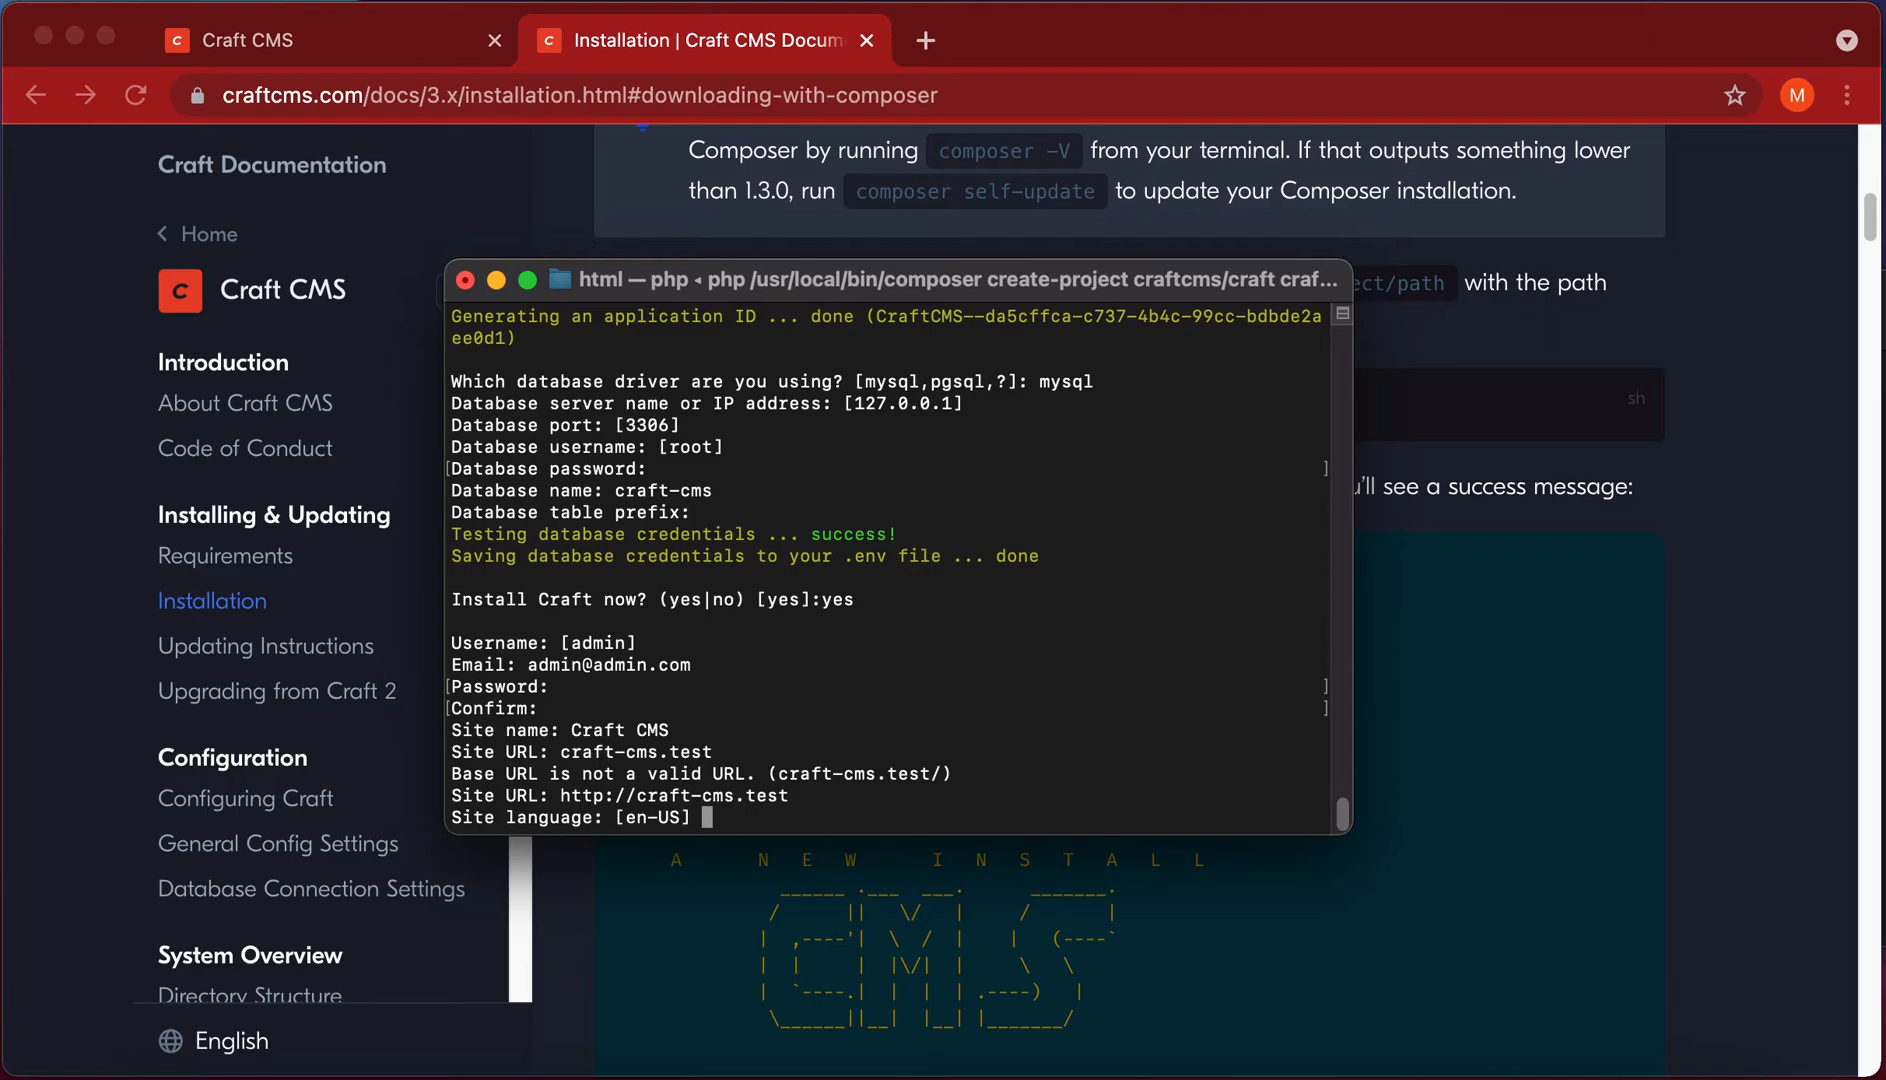 Craft CMS
Installation | Craft CMS Docum
craftcms.com/docs/3.x/installation.html#downloading-with-composer
M
Craft Documentation
Home
Craft CMS
Introduction
About Craft CMS
Code of Conduct
Installing & Updating
Requirements
Installation
Updating Instructions
Upgrading from Craft 2
Configuration
Configuring Craft
General Config Settings
Database Connection Settings
System Overview
Directory Structure
English
Composer by running composer -V from your terminal. If that outputs something lower
than 1.3.0, run composer self-update to update your Composer installation.
ect/path with the path
sh
'll see a success message:
html — php ◂ php /usr/local/bin/composer create-project craftcms/craft craf...
Generating an application ID ... done (CraftCMS--da5cffca-c737-4b4c-99cc-bdbde2a
ee0d1)
Which database driver are you using? [mysql,pgsql,?]: mysql
Database server name or IP address: [127.0.0.1]
Database port: [3306]
Database username: [root]
[Database password: ]
Database name: craft-cms
Database table prefix:
Testing database credentials ... success!
Saving database credentials to your .env file ... done
Install Craft now? (yes|no) [yes]:yes
Username: [admin]
Email: admin@admin.com
[Password: ]
[Confirm: ]
Site name: Craft CMS
Site URL: craft-cms.test
Base URL is not a valid URL. (craft-cms.test/)
Site URL: http://craft-cms.test
Site language: [en-US]
A NEW INSTALL
CMS